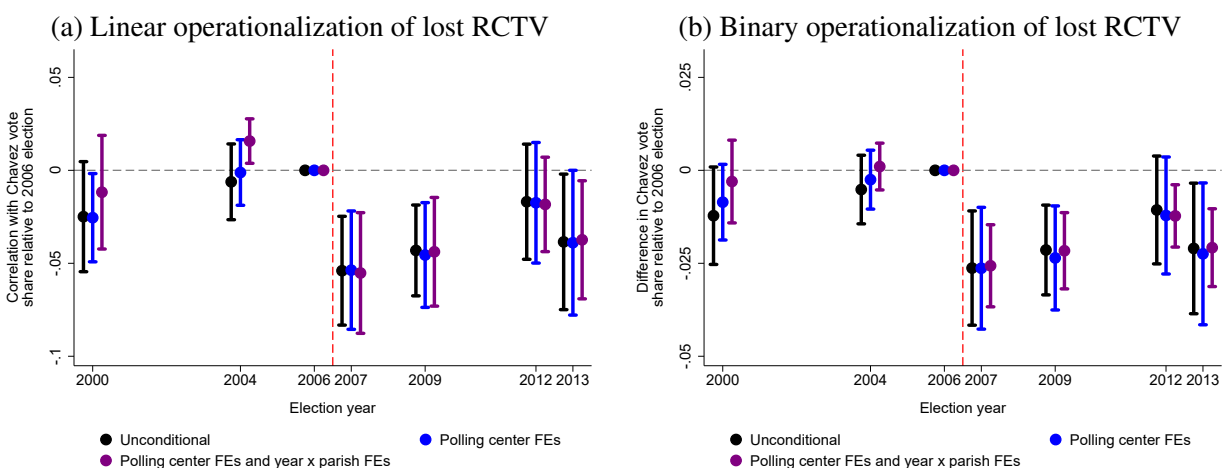 (a) Linear operationalization of lost RCTV
Correlation with Chavez vote
share relative to 2006 election
.05
0
-.05
-.1
2000
2004
2006
2007
2009
2012
2013
Election year
Unconditional
Polling center FEs
Polling center FEs and year x parish FEs
(b) Binary operationalization of lost RCTV
Difference in Chavez vote
share relative to 2006 election
.025
0
-.025
-.05
2000
2004
2006
2007
2009
2012
2013
Election year
Unconditional
Polling center FEs
Polling center FEs and year x parish FEs